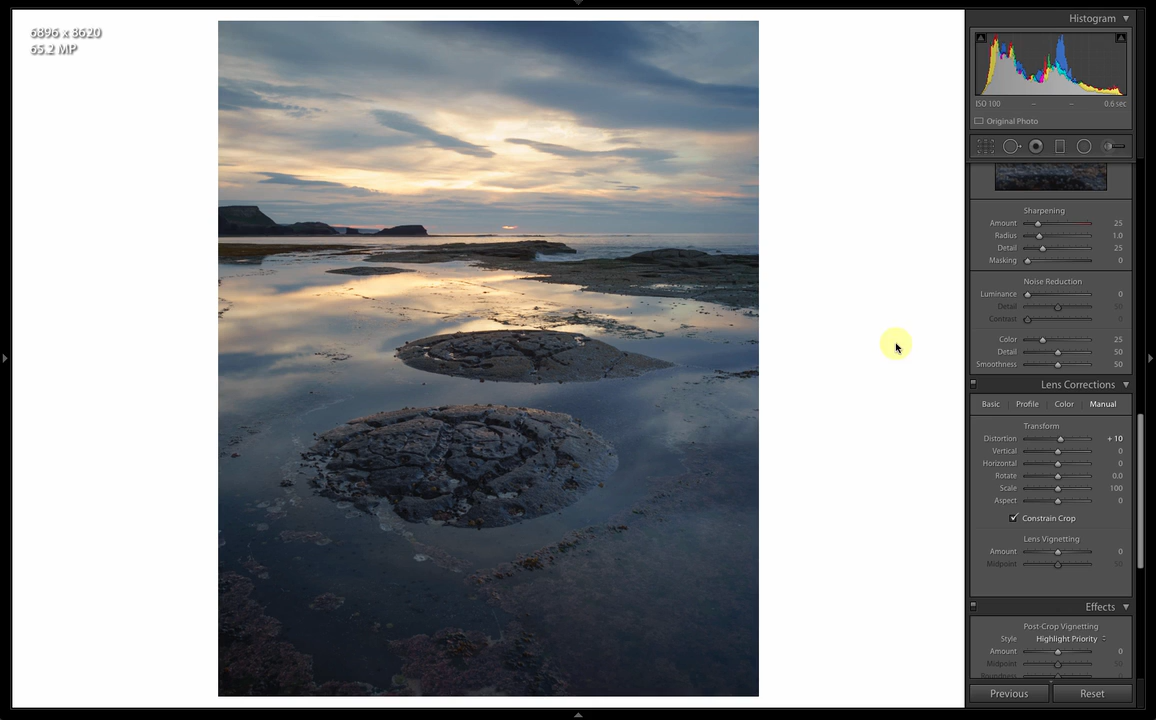 6896 x 8620
65.2 MP
Histogram
ISO 100 -- -- 0.6 sec
Original Photo
Sharpening
Amount 25
Radius 1.0
Detail 25
Masking 0
Noise Reduction
Luminance 0
Detail 50
Contrast 0
Color 25
Detail 50
Smoothness 50
Lens Corrections
Basic Profile Color Manual
Transform
Distortion + 10
Vertical 0
Horizontal 0
Rotate 0.0
Scale 100
Aspect 0
Constrain Crop
Lens Vignetting
Amount 0
Midpoint 50
Effects
Post-Crop Vignetting
Style Highlight Priority
Amount 0
Midpoint 50
Previous Reset